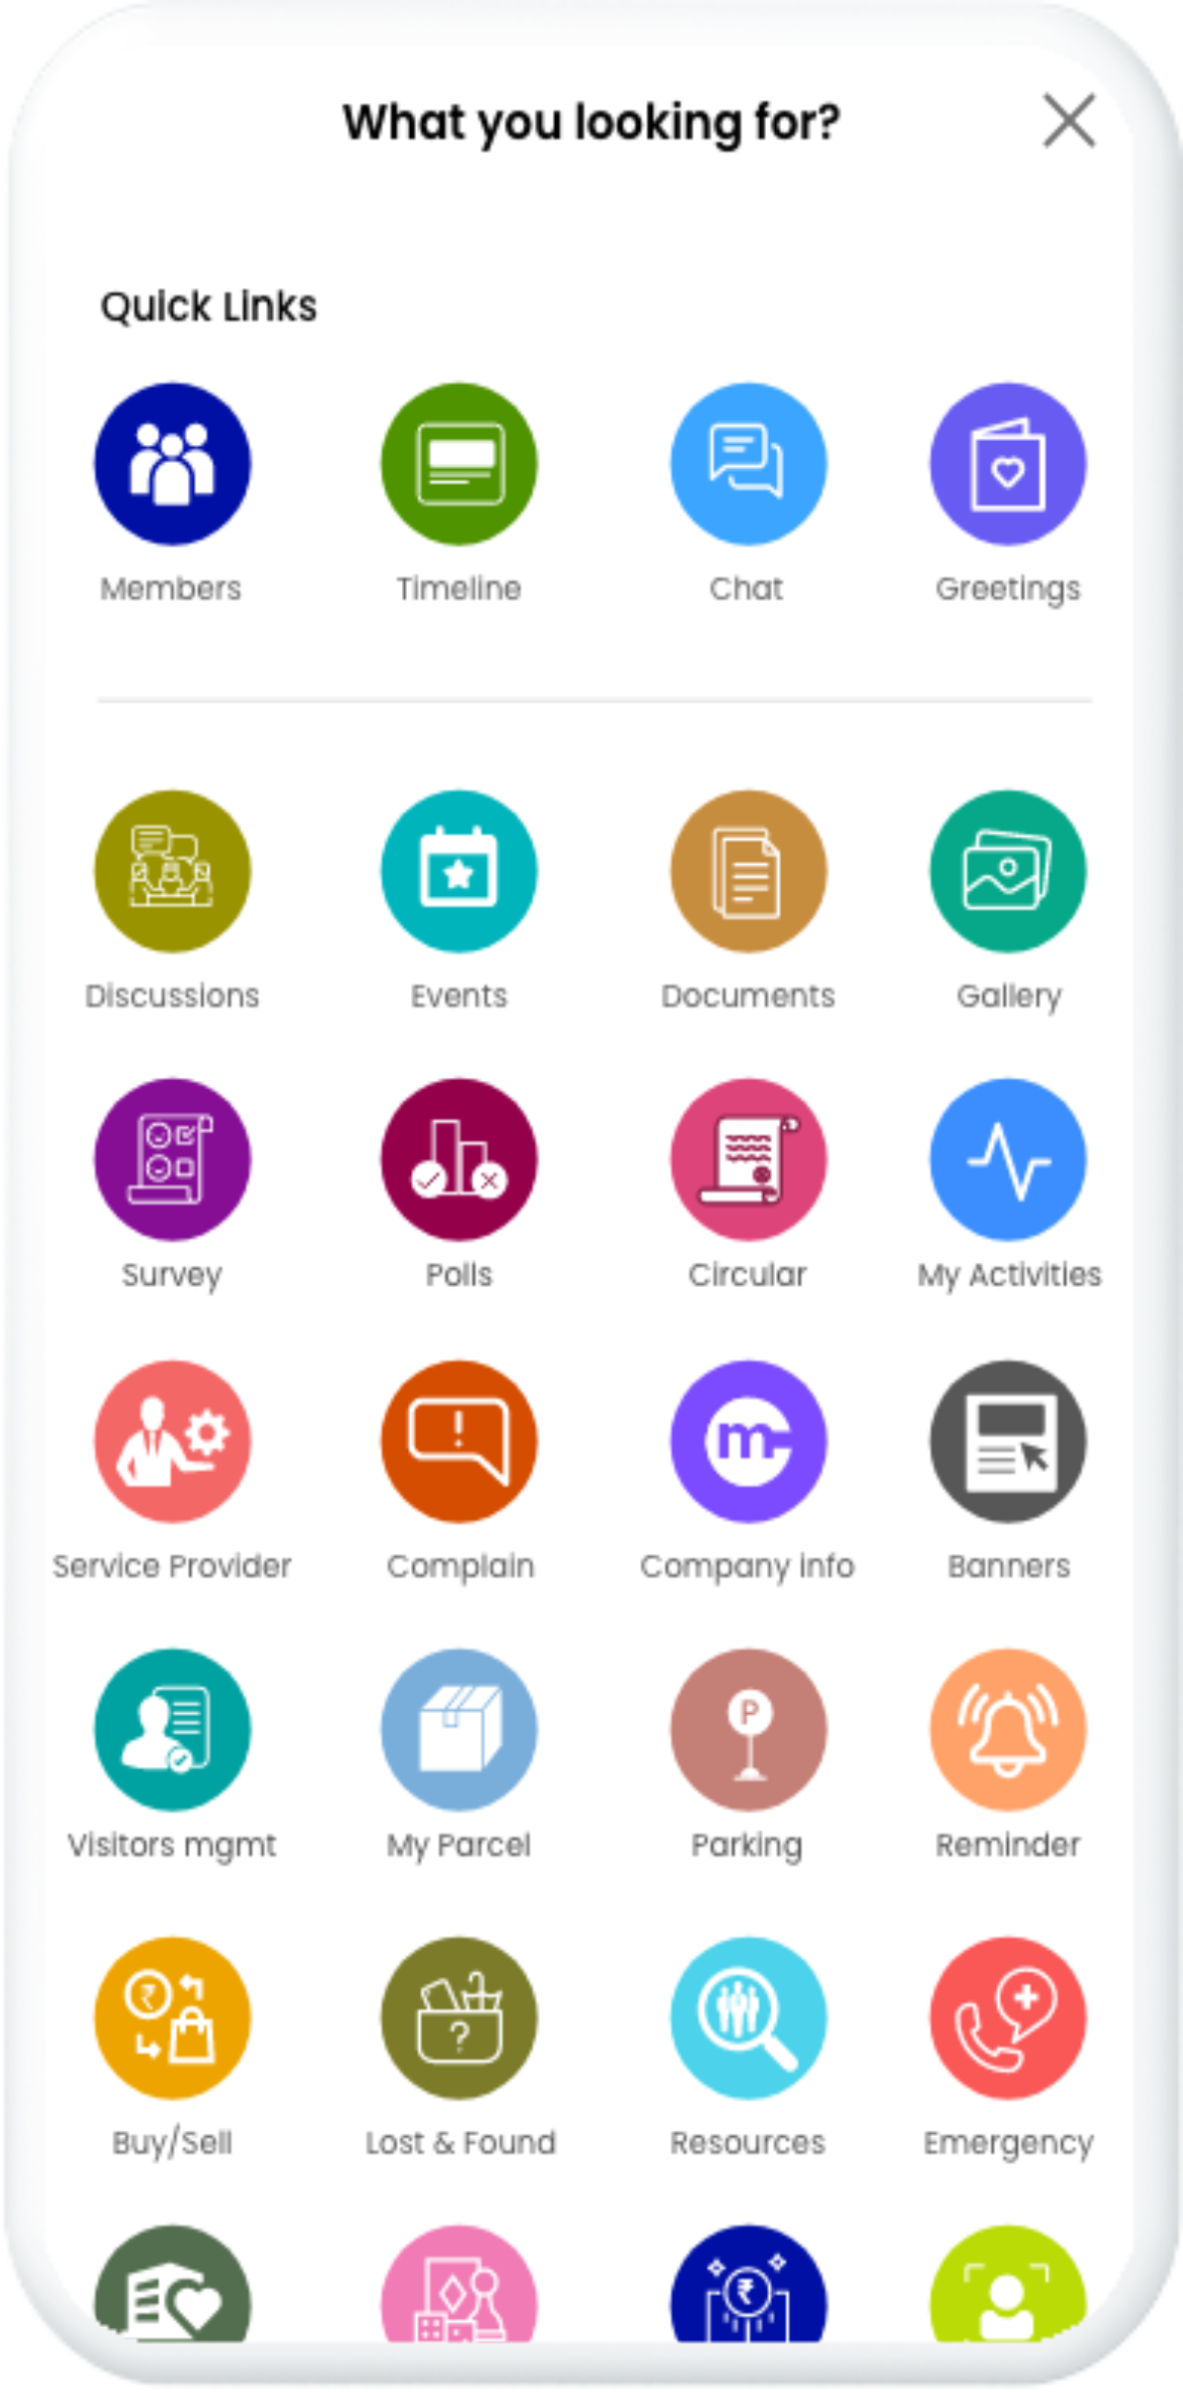 What you looking for?
Quick Links
Members Timeline Chat Greetings
Discussions Events Documents Gallery
Survey Polls Circular My Activities
mc
Service Provider Complain Company info Banners
P
Visitors mgmt My Parcel Parking Reminder
₹
?
Buy/Sell Lost & Found Resources Emergency
₹